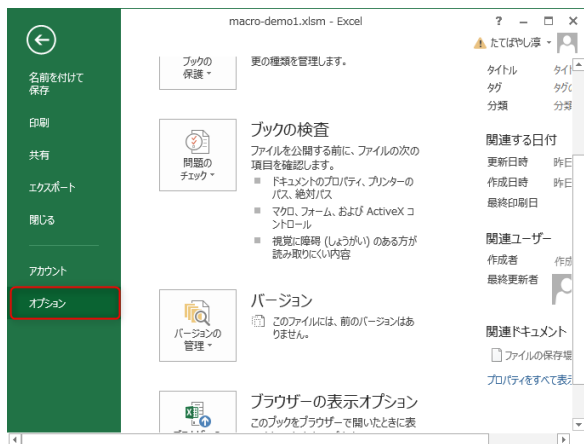 macro-demo1.xlsm - Excel
?
たてばやし淳
名前を付けて
保存
印刷
共有
エクスポート
閉じる
アカウント
オプション
ブックの
保護
更の種類を管理します。
問題の
チェック
ブックの検査
ファイルを公開する前に、ファイルの次の
項目を確認します。
ドキュメントのプロパティ、プリンターの
パス、絶対パス
マクロ、フォーム、および ActiveX コ
ントロール
視覚に障碍 (しょうがい) のある方が
読み取りにくい内容
バージョンの
管理
バージョン
このファイルには、前のバージョンはあ
りません。
ブラウザーの表示オプション
このブックをブラウザーで開いたときに表
タイトル
タグ
分類
関連する日付
更新日時 昨日
作成日時 昨日
最終印刷日
関連ユーザー
作成者
最終更新者
関連ドキュメント
ファイルの保存場
プロパティをすべて表示